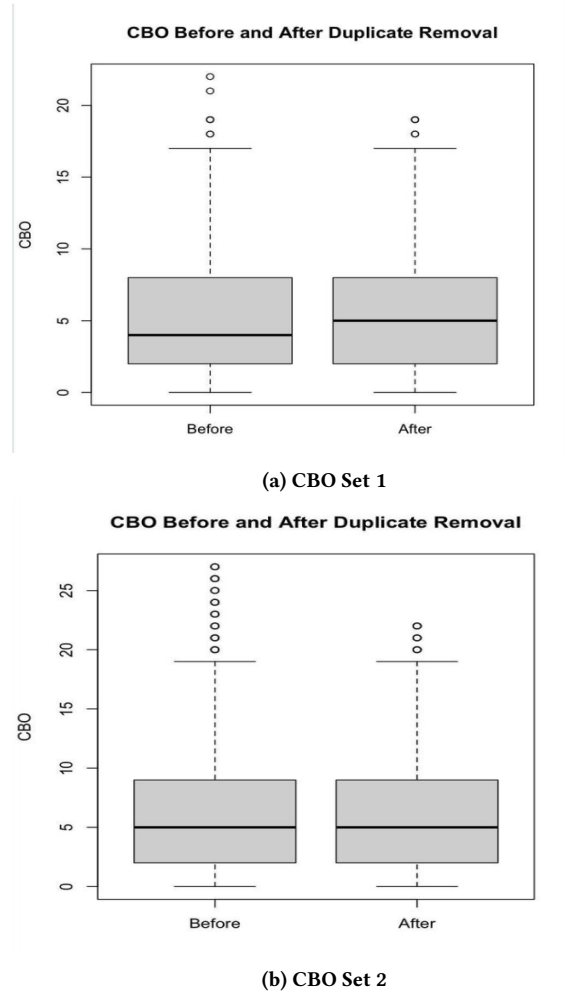 CBO Before and After Duplicate Removal
20
15
10
5
0
CBO
Before After
(a) CBO Set 1
CBO Before and After Duplicate Removal
25
20
15
10
5
0
CBO
Before After
(b) CBO Set 2